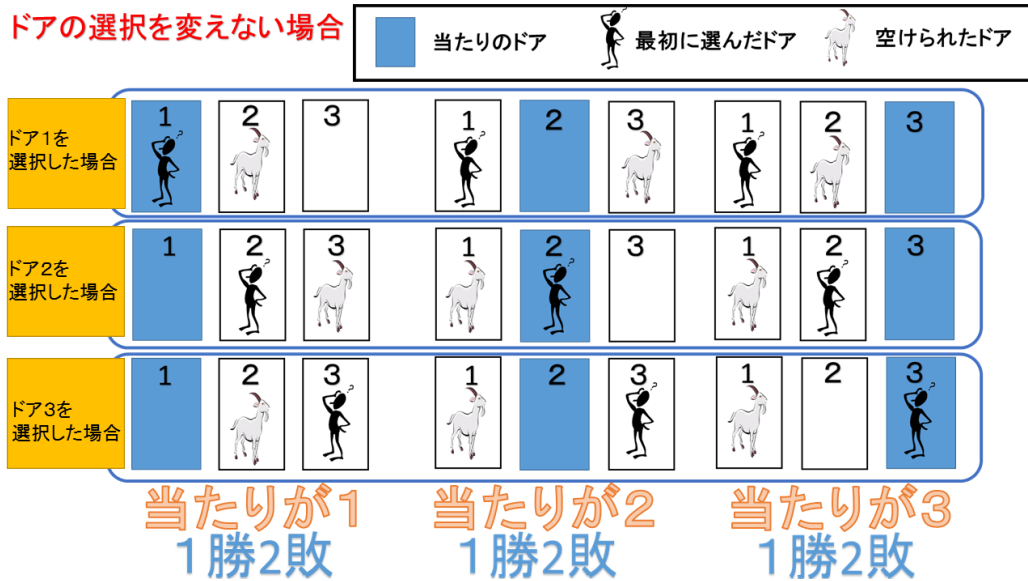 ドアの選択を変えない場合
当たりのドア 最初に選んだドア 空けられたドア
ドア1を
選択した場合
1 2 3 1 2 3 1 2 3
ドア2を
選択した場合
1 2 3 1 2 3 1 2 3
ドア3を
選択した場合
1 2 3 1 2 3 1 2 3
当たりが1 当たりが2 当たりが3
1勝2敗 1勝2敗 1勝2敗